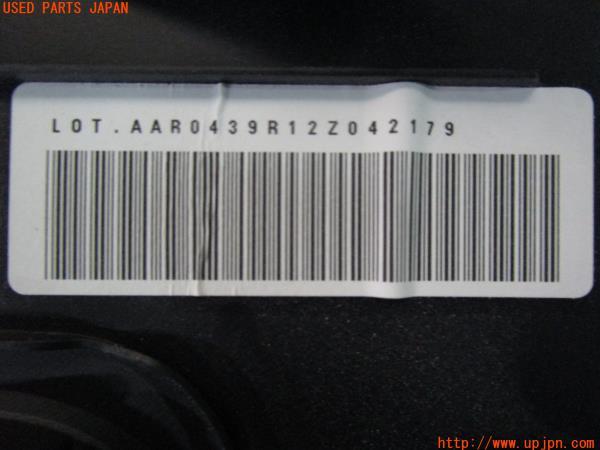 USED PARTS JAPAN
LOT.AAR0439R12Z042179
http://www.upjpn.com/